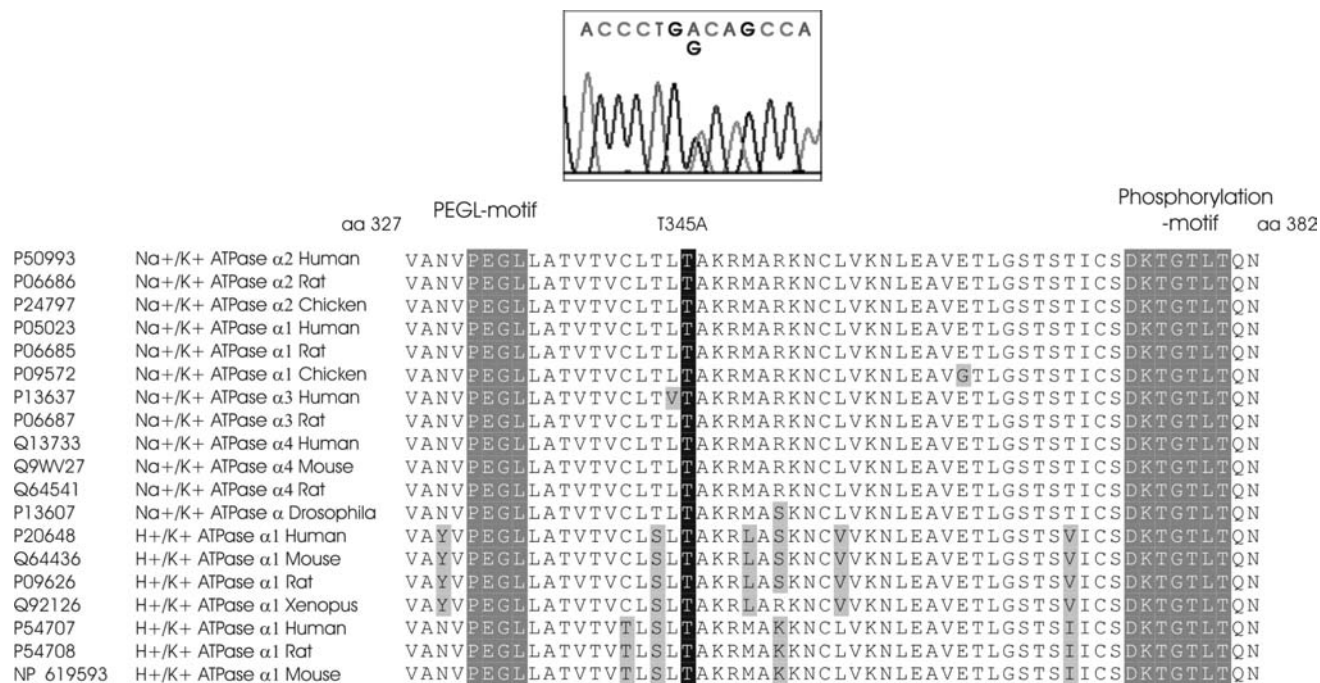 ACCCTGACAGCCA
G
PEGL-motif
Phosphorylation
aa 327 T345A -motif aa 382
P50993 Na+/K+ ATPase α2 Human VANVPEGLLATVTVCLTLTAKRMARKNCLVKNLEAVETLGSTSTICSDKTGTLTQN
P06686 Na+/K+ ATPase α2 Rat VANVPEGLLATVTVCLTLTAKRMARKNCLVKNLEAVETLGSTSTICSDKTGTLTQN
P24797 Na+/K+ ATPase α2 Chicken VANVPEGLLATVTVCLTLTAKRMARKNCLVKNLEAVETLGSTSTICSDKTGTLTQN
P05023 Na+/K+ ATPase α1 Human VANVPEGLLATVTVCLTLTAKRMARKNCLVKNLEAVETLGSTSTICSDKTGTLTQN
P06685 Na+/K+ ATPase α1 Rat VANVPEGLLATVTVCLTLTAKRMARKNCLVKNLEAVETLGSTSTICSDKTGTLTQN
P09572 Na+/K+ ATPase α1 Chicken VANVPEGLLATVTVCLTLTAKRMARKNCLVKNLEAVGTLGSTSTICSDKTGTLTQN
P13637 Na+/K+ ATPase α3 Human VANVPEGLLATVTVCLTVTAKRMARKNCLVKNLEAVETLGSTSTICSDKTGTLTQN
P06687 Na+/K+ ATPase α3 Rat VANVPEGLLATVTVCLTLTAKRMARKNCLVKNLEAVETLGSTSTICSDKTGTLTQN
Q13733 Na+/K+ ATPase α4 Human VANVPEGLLATVTVCLTLTAKRMARKNCLVKNLEAVETLGSTSTICSDKTGTLTQN
Q9WV27 Na+/K+ ATPase α4 Mouse VANVPEGLLATVTVCLTLTAKRMARKNCLVKNLEAVETLGSTSTICSDKTGTLTQN
Q64541 Na+/K+ ATPase α4 Rat VANVPEGLLATVTVCLTLTAKRMARKNCLVKNLEAVETLGSTSTICSDKTGTLTQN
P13607 Na+/K+ ATPase α Drosophila VANVPEGLLATVTVCLTLTAKRMASKNCLVKNLEAVETLGSTSTICSDKTGTLTQN
P20648 H+/K+ ATPase α1 Human VAYVPEGLLATVTVCLSLTAKRLASKNCVVKNLEAVETLGSTSVICSDKTGTLTQN
Q64436 H+/K+ ATPase α1 Mouse VAYVPEGLLATVTVCLSLTAKRLASKNCVVKNLEAVETLGSTSVICSDKTGTLTQN
P09626 H+/K+ ATPase α1 Rat VAYVPEGLLATVTVCLSLTAKRLASKNCVVKNLEAVETLGSTSVICSDKTGTLTQN
Q92126 H+/K+ ATPase α1 Xenopus VAYVPEGLLATVTVCLSLTAKRLARKNCVVKNLEAVETLGSTSVICSDKTGTLTQN
P54707 H+/K+ ATPase α1 Human VANVPEGLLATVTVTLSLTAKRMAKKNCLVKNLEAVETLGSTSIICSDKTGTLTQN
P54708 H+/K+ ATPase α1 Rat VANVPEGLLATVTVTLSLTAKRMAKKNCLVKNLEAVETLGSTSIICSDKTGTLTQN
NP 619593 H+/K+ ATPase α1 Mouse VANVPEGLLATVTVTLSLTAKRMAKKNCLVKNLEAVETLGSTSIICSDKTGTLTQN